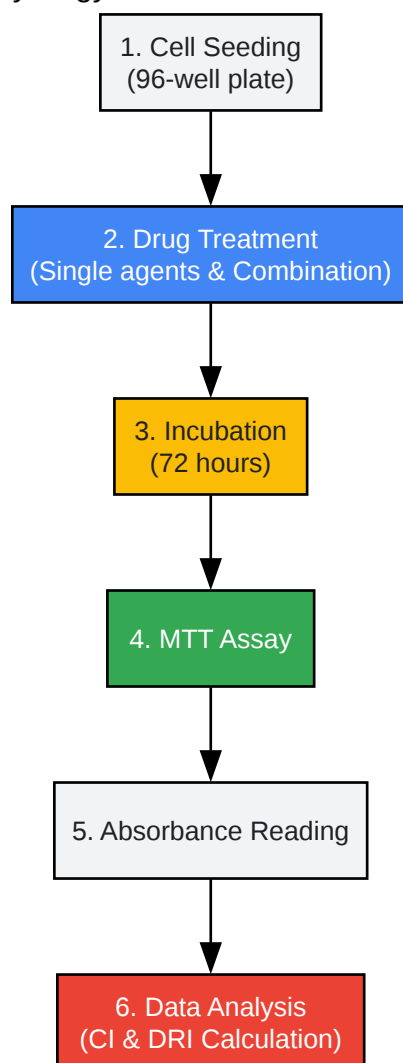 1. Cell Seeding
(96-well plate)
2. Drug Treatment
(Single agents & Combination)
3. Incubation
(72 hours)
4. MTT Assay
5. Absorbance Reading
6. Data Analysis
(CI & DRI Calculation)